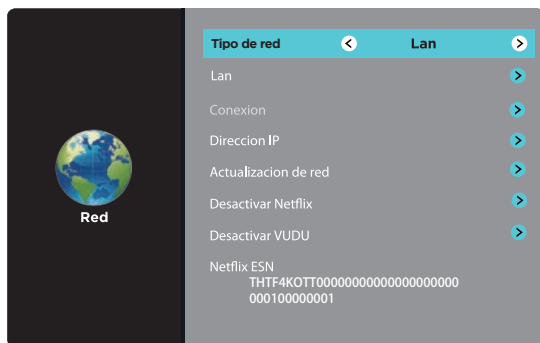 Red
Tipo de red Lan
Lan
Conexion
Direccion IP
Actualizacion de red
Desactivar Netflix
Desactivar VUDU
Netflix ESN
THTF4KOTT00000000000000000000
000100000001